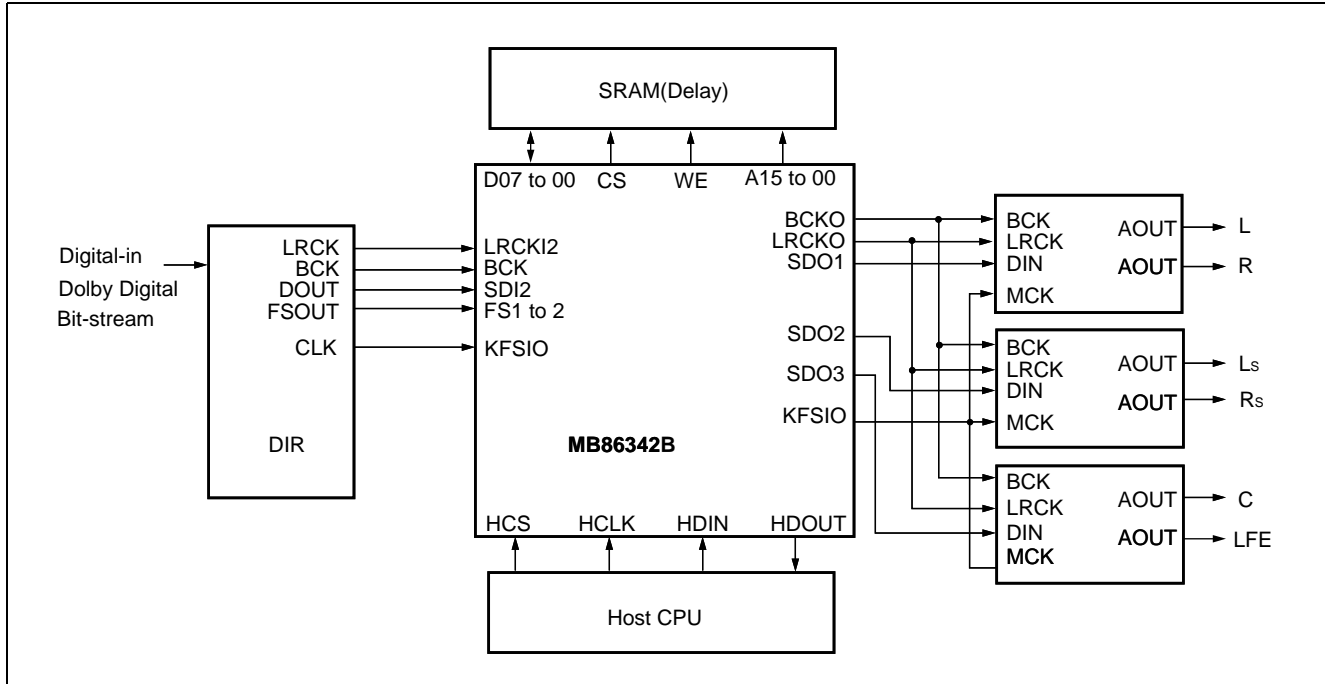 SRAM(Delay)
D07 to 00 CS WE A15 to 00
Digital-in
Dolby Digital
Bit-stream
LRCK
BCK
DOUT
FSOUT
CLK
DIR
LRCKI2
BCK
SDI2
FS1 to 2
KFSIO
MB86342B
BCKO
LRCKO
SDO1
SDO2
SDO3
KFSIO
HCS HCLK HDIN HDOUT
Host CPU
BCK
LRCK
DIN
MCK
AOUT L
AOUT R
BCK
LRCK
DIN
MCK
AOUT LS
AOUT RS
BCK
LRCK
DIN
MCK
AOUT C
AOUT LFE